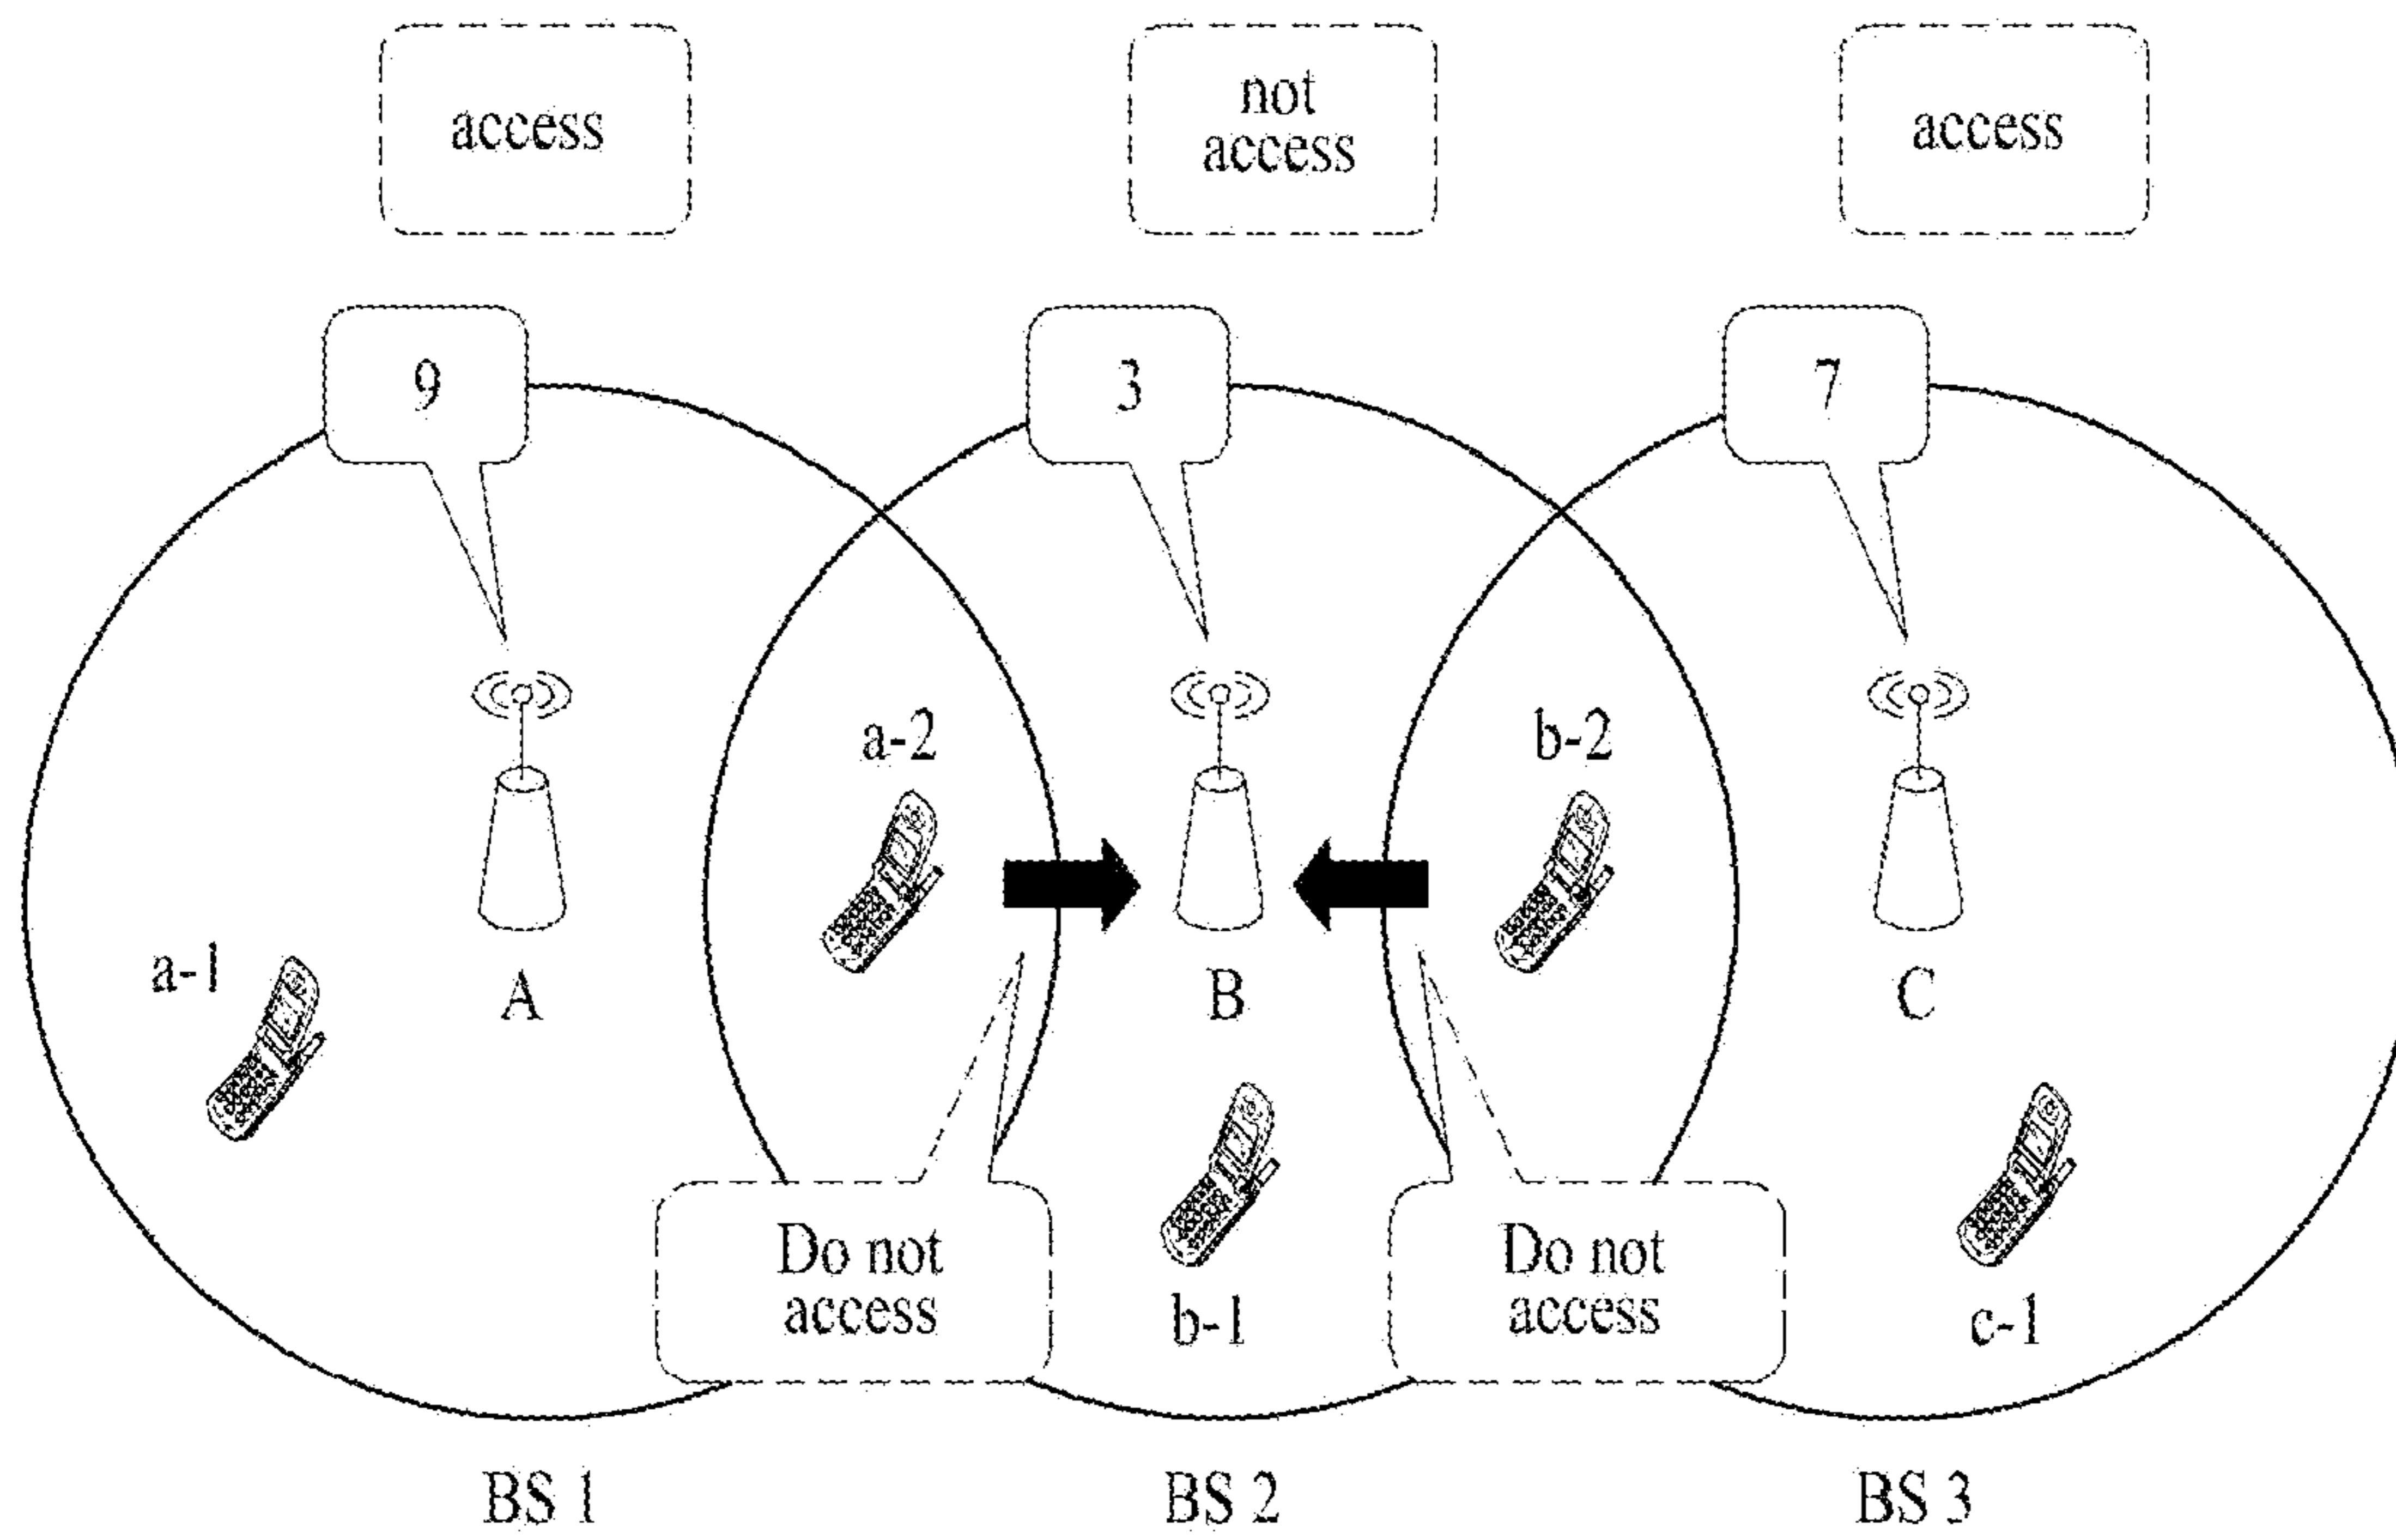 access
not
access
access
9
3
7
a-2
b-2
a-1
A
B
C
Do not
access
b-1
Do not
access
c-1
BS 1
BS 2
BS 3